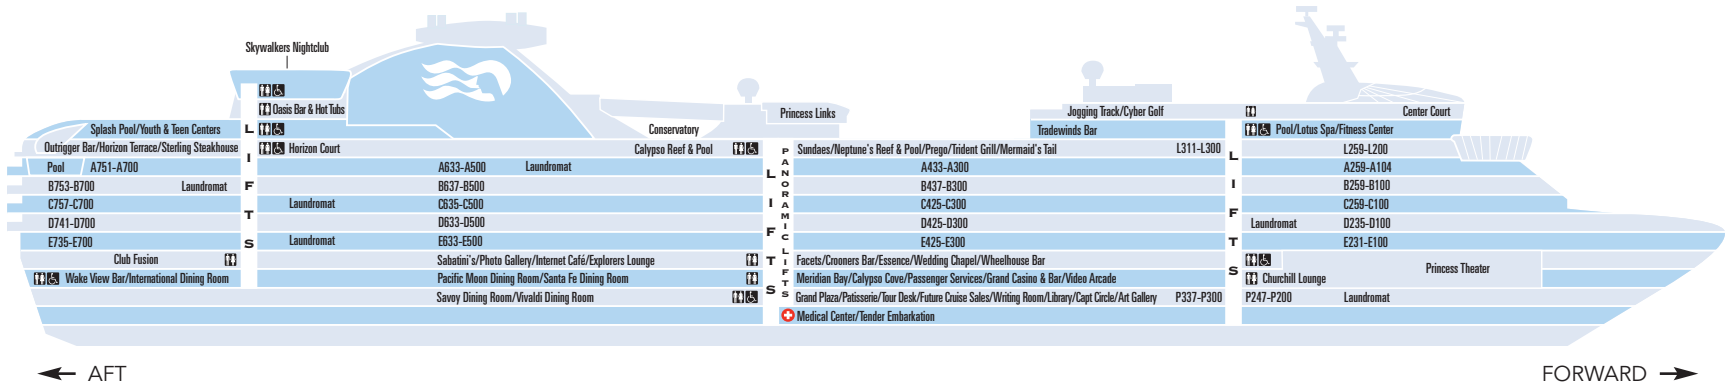 Skywalkers Nightclub
Oasis Bar & Hot Tubs
Princess Links
Jogging Track/Cyber Golf
Center Court
Splash Pool/Youth & Teen Centers
Conservatory
Tradewinds Bar
Pool/Lotus Spa/Fitness Center
Outrigger Bar/Horizon Terrace/Sterling Steakhouse
Horizon Court
Calypso Reef & Pool
Sundaes/Neptune's Reef & Pool/Prego/Trident Grill/Mermaid's Tail
L311-L300
L259-L200
Pool
A751-A700
A633-A500
Laundromat
A433-A300
A259-A104
B753-B700
Laundromat
B637-B500
B437-B300
B259-B100
C757-C700
Laundromat
C635-C500
C425-C300
C259-C100
D741-D700
D633-D500
D425-D300
Laundromat
D235-D100
E735-E700
Laundromat
E633-E500
E425-E300
E231-E100
Club Fusion
Sabatini's/Photo Gallery/Internet Café/Explorers Lounge
Facets/Crooners Bar/Essence/Wedding Chapel/Wheelhouse Bar
Princess Theater
Wake View Bar/International Dining Room
Pacific Moon Dining Room/Santa Fe Dining Room
Meridian Bay/Calypso Cove/Passenger Services/Grand Casino & Bar/Video Arcade
Churchill Lounge
Savoy Dining Room/Vivaldi Dining Room
Grand Plaza/Patisserie/Tour Desk/Future Cruise Sales/Writing Room/Library/Capt Circle/Art Gallery
P337-P300
P247-P200
Laundromat
Medical Center/Tender Embarkation
LIFTS
LIFTS
PANORAMIC LIFTS
LIFTS
AFT
FORWARD